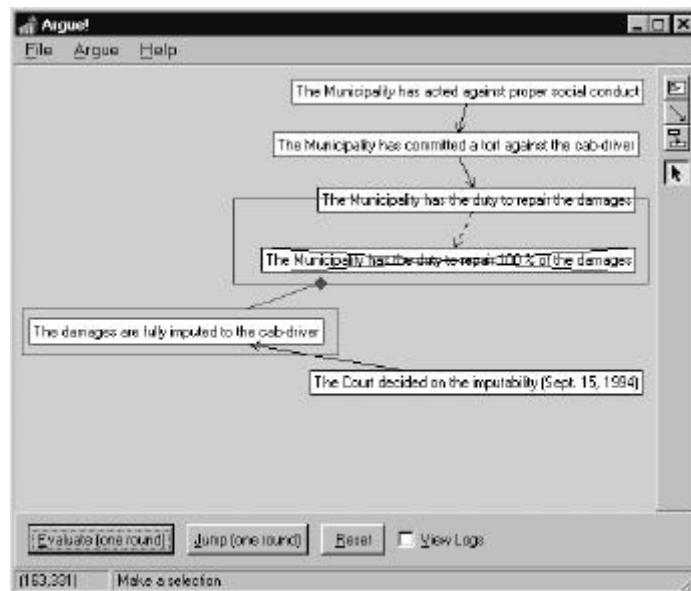 Argue!
File Argue Help
The Municipality has acted against proper social conduct
The Municipality has committed a tort against the cab-driver
The Municipality has the duty to repair the damages
The Municipality has the duty to repair 100 % of the damages
The damages are fully imputed to the cab-driver
The Court decided on the imputability (Sept. 15, 1994)
Evaluate (one round) Jump (one round) Reset View Logs
(163,331) Make a selection